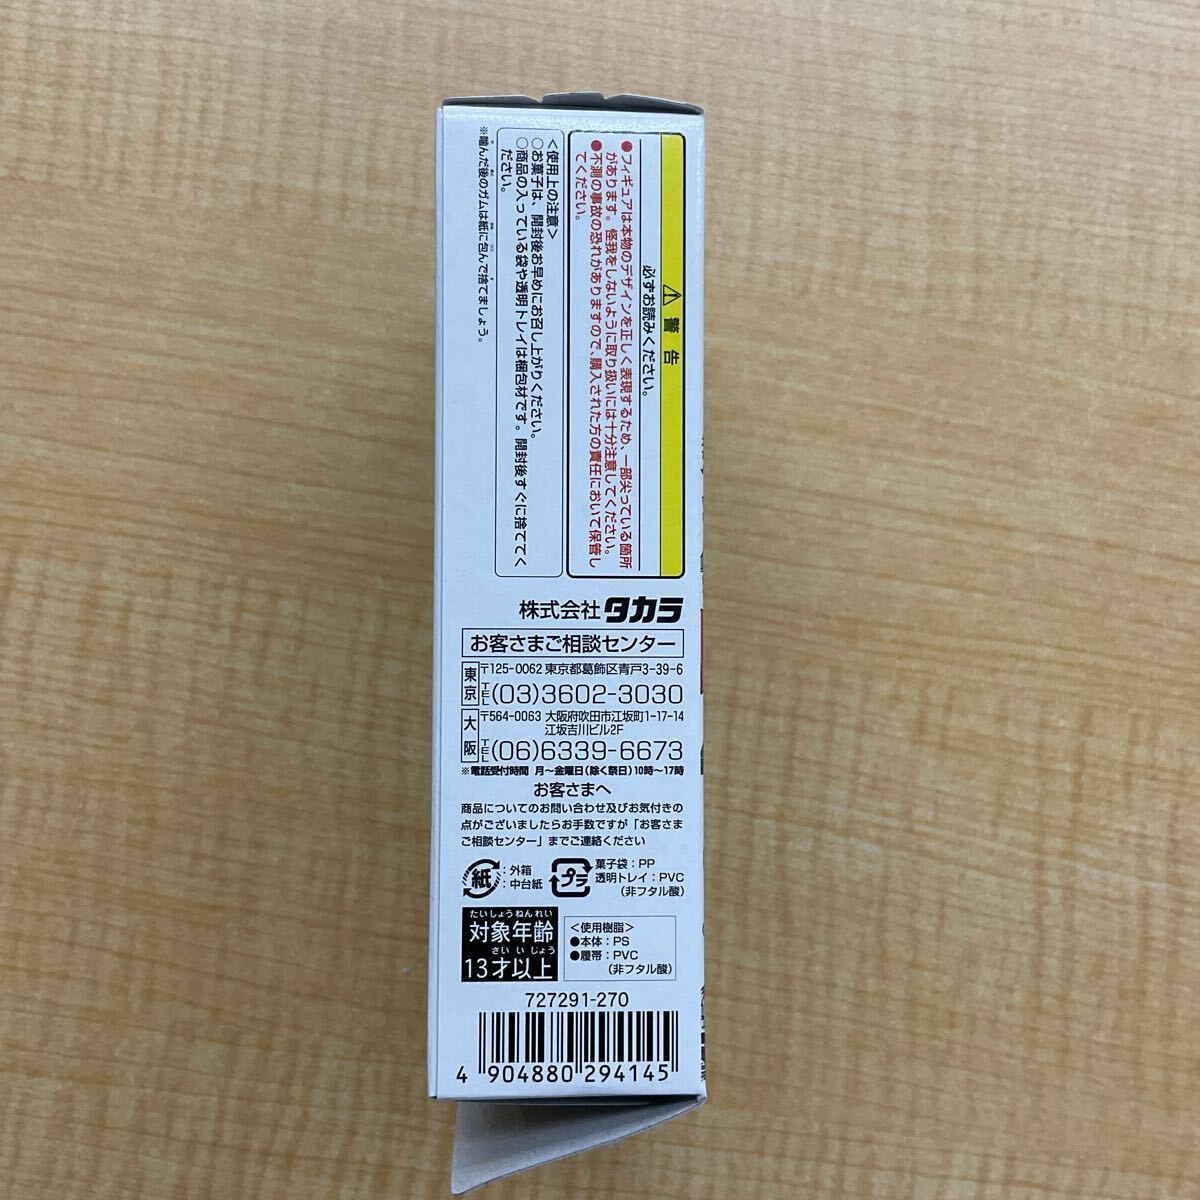 警告
必ずお読みください。
●フィギュアは本物のデザインを正しく表現するため、一部尖っている箇所
があります。怪我をしないように取り扱いには十分注意してください。
●不測の事故の恐れがありますので、購入された方の責任において保管し
てください。
＜使用上の注意＞
○お菓子は、開封後お早めにお召し上がりください。
○商品の入っている袋や透明トレイは梱包材です。開封後すぐに捨ててく
ださい。
※噛んだ後のガムは紙に包んで捨てましょう。
株式会社タカラ
お客さまご相談センター
東京
〒125-0062 東京都葛飾区青戸3-39-6
TEL (03)3602-3030
大阪
〒564-0063 大阪府吹田市江坂町1-17-14
江坂吉川ビル2F
TEL (06)6339-6673
※電話受付時間 月～金曜日(除く祭日)10時～17時
お客さまへ
商品についてのお問い合わせ及びお気付きの
点がございましたらお手数ですが「お客さま
ご相談センター」までご連絡ください
紙
：外箱
：中台紙
プラ
菓子袋：PP
透明トレイ：PVC
(非フタル酸)
たいしょうねんれい
対象年齢
さいいじょう
13才以上
＜使用樹脂＞
●本体：PS
●履帯：PVC
(非フタル酸)
727291-270
4 904880 294145